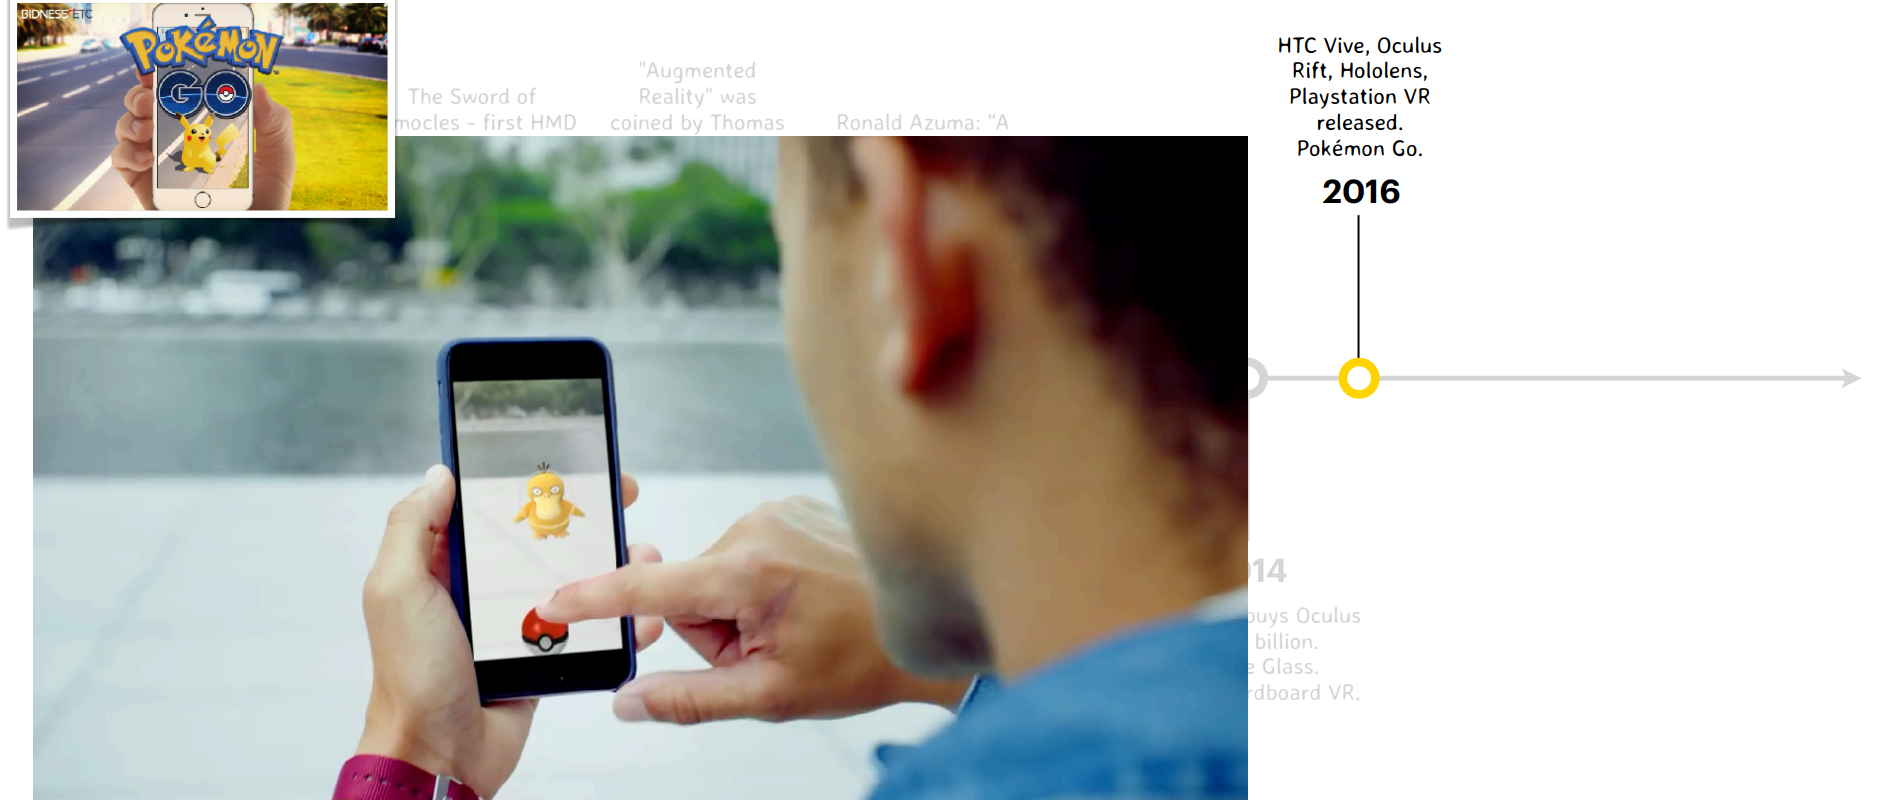 BIDNESS ETC
POKéMON
GO
The Sword of
mocles - first HMD
"Augmented
Reality" was
coined by Thomas
Ronald Azuma: “A
HTC Vive, Oculus
Rift, Hololens,
Playstation VR
released.
Pokémon Go.
2016
14
buys Oculus
billion.
e Glass.
rdboard VR.